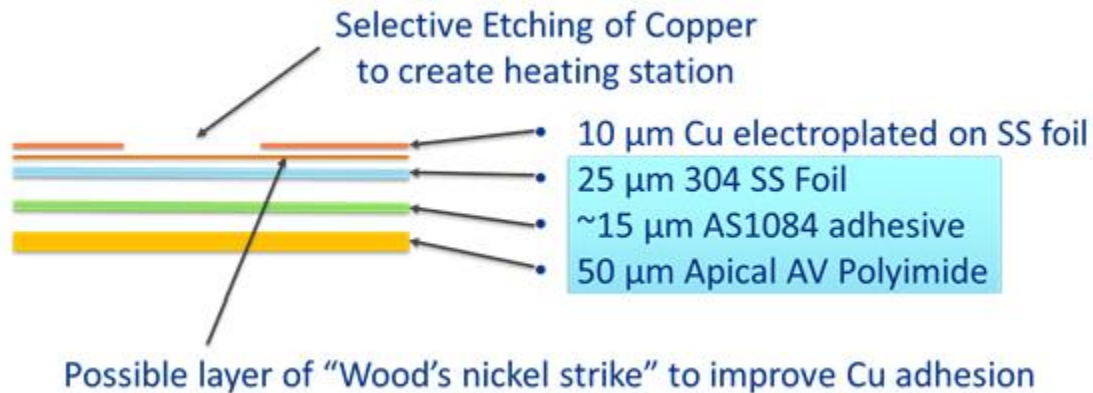 Selective Etching of Copper
to create heating station
• 10 µm Cu electroplated on SS foil
• 25 µm 304 SS Foil
• ~15 µm AS1084 adhesive
• 50 µm Apical AV Polyimide
Possible layer of “Wood’s nickel strike” to improve Cu adhesion